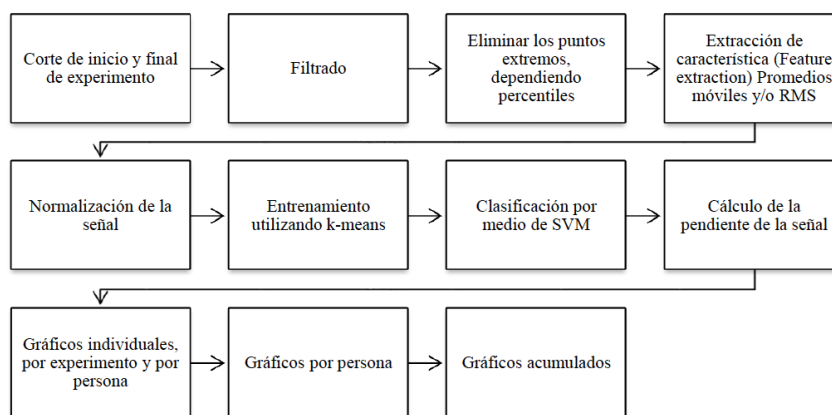 Corte de inicio y final
de experimento
Filtrado
Eliminar los puntos
extremos,
dependiendo
percentiles
Extracción de
característica (Feature
extraction) Promedios
móviles y/o RMS
Normalización de la
señal
Entrenamiento
utilizando k-means
Clasificación por
medio de SVM
Cálculo de la
pendiente de la señal
Gráficos individuales,
por experimento y por
persona
Gráficos por persona
Gráficos acumulados